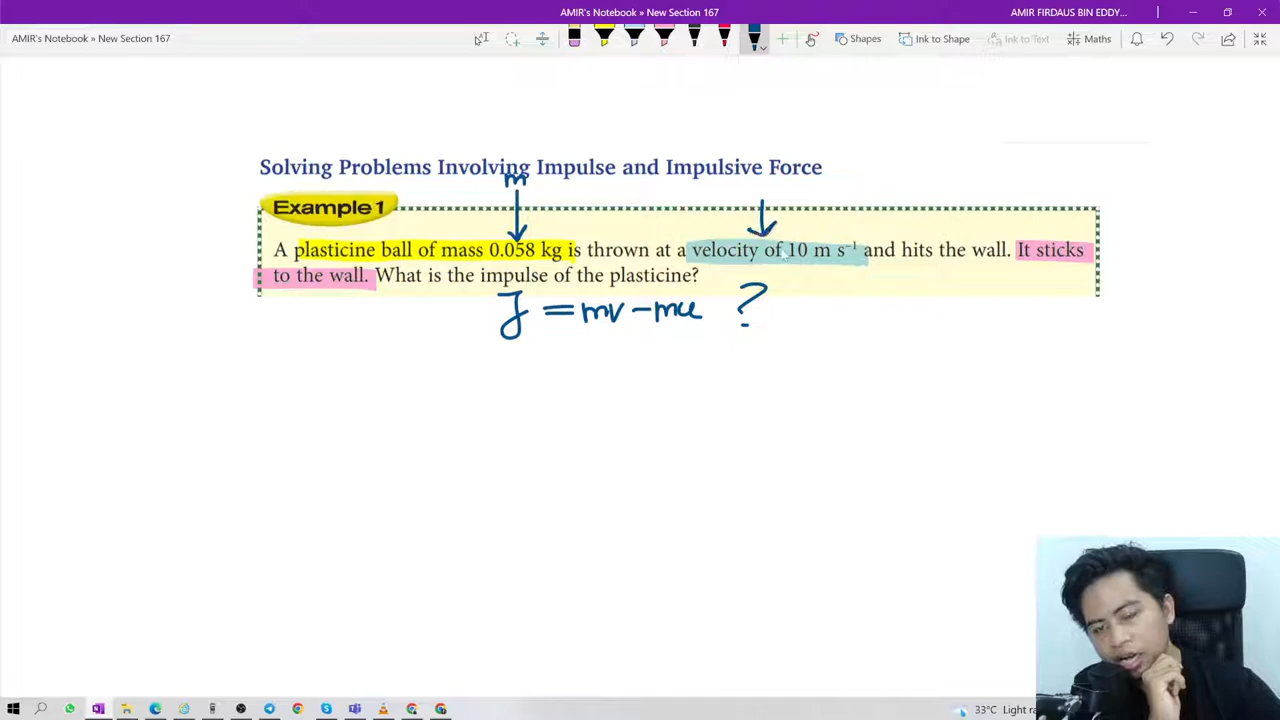 AMIR's Notebook » New Section 167
AMIR FIRDAUS BIN EDDY...
AMIR's Notebook » New Section 167
Shapes
Ink to Shape
Ink to Text
Maths
Solving Problems Involving Impulse and Impulsive Force
m
Example 1
A plasticine ball of mass 0.058 kg is thrown at a velocity of 10 m s⁻¹ and hits the wall. It sticks
to the wall. What is the impulse of the plasticine?
J = mv - mu ?
33°C Light ra